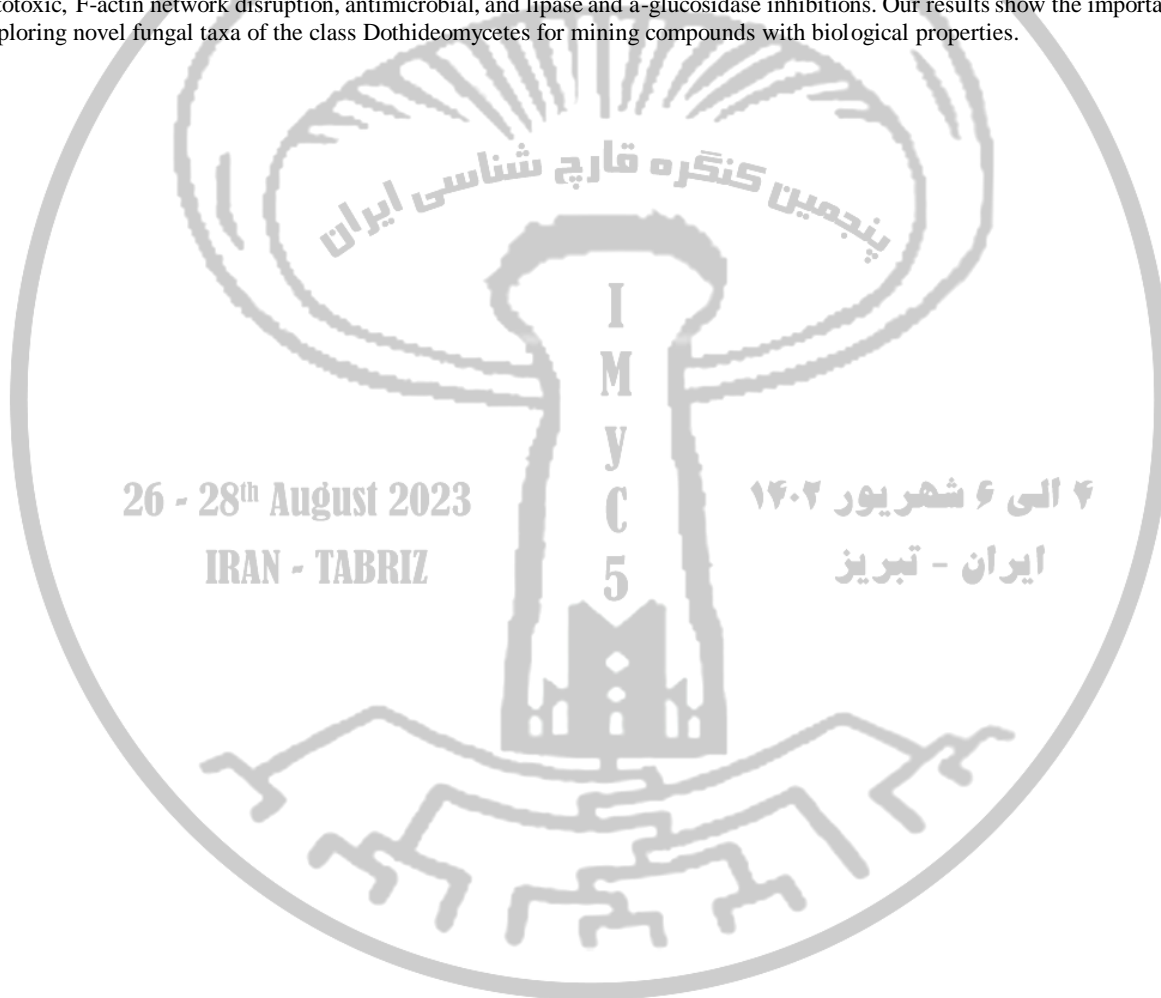 totoxic, F-actin network disruption, antimicrobial, and lipase and a-glucosidase inhibitions. Our results show the importa
ploring novel fungal taxa of the class Dothideomycetes for mining compounds with biological properties.
پنجمین کنگره قارچ شناسی ایران
I
M
y
C
5
26 - 28th August 2023
IRAN - TABRIZ
۴ الی ۶ شهریور ۱۴۰۲
ایران - تبریز